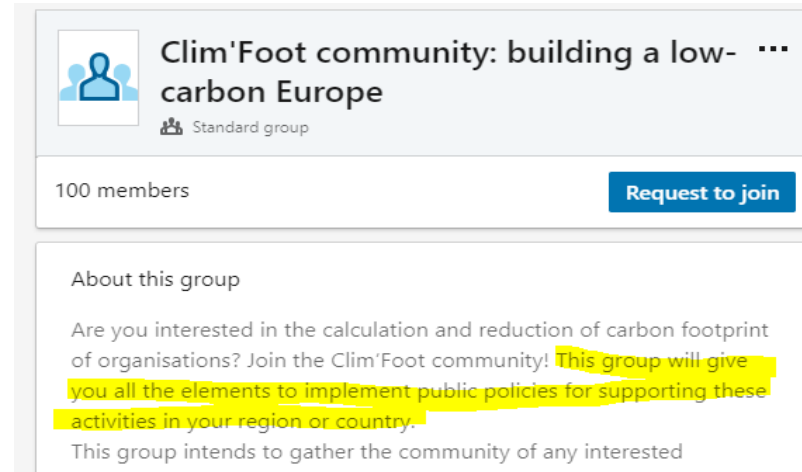 Clim'Foot community: building a low-
carbon Europe
Standard group
100 members
Request to join
About this group
Are you interested in the calculation and reduction of carbon footprint
of organisations? Join the Clim'Foot community! This group will give
you all the elements to implement public policies for supporting these
activities in your region or country.
This group intends to gather the community of any interested